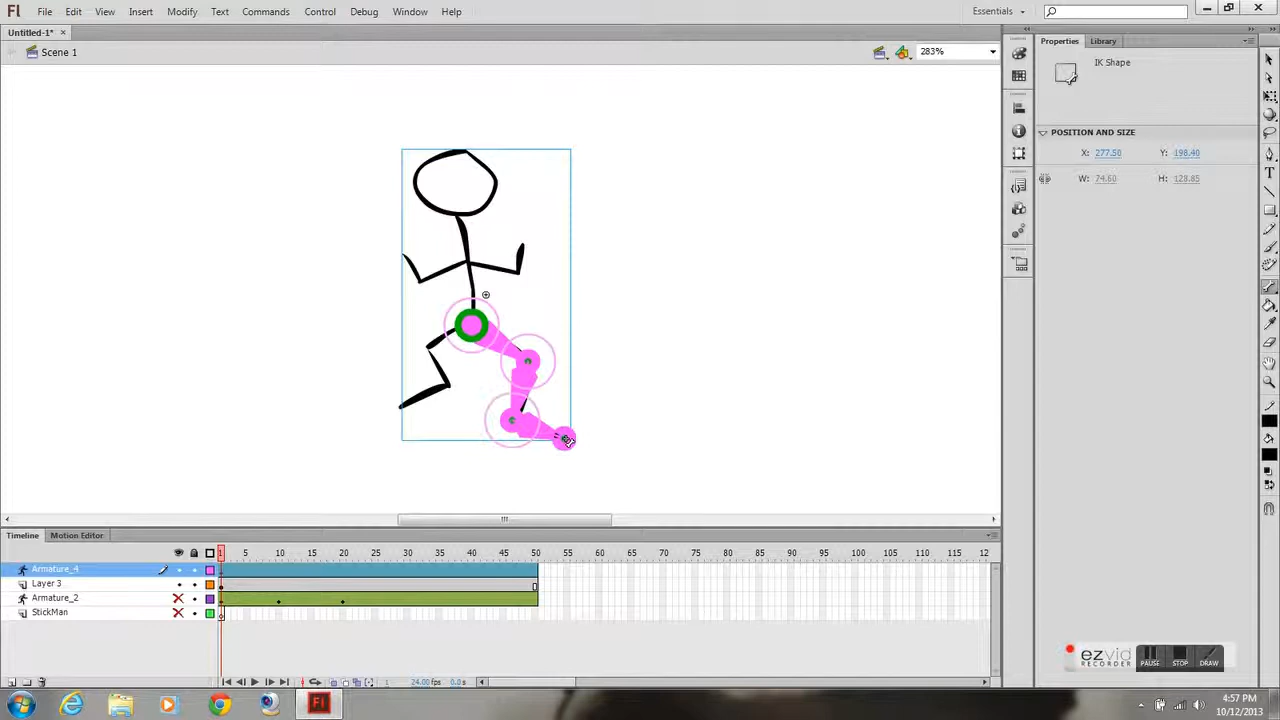 Fl File Edit View Insert Modify Text Commands Control Debug Window Help Essentials
Untitled-1*
Scene 1 283%
Properties Library
IK Shape
POSITION AND SIZE
X: 277.50 Y: 198.40
W: 74.60 H: 128.85
T
Timeline Motion Editor
1 5 10 15 20 25 30 35 40 45 50 55 60 65 70 75 80 85 90 95 100 105 110 115 12
Armature_4
Layer 3
Armature_2
StickMan
1 24.00 fps 0.0 s
ezvid
RECORDER
PAUSE STOP DRAW
Fl
4:57 PM
10/12/2013